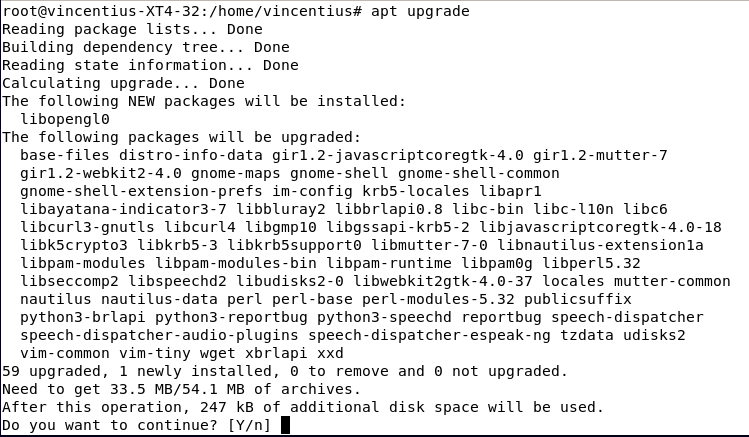 root@vincentius-XT4-32:/home/vincentius# apt upgrade
Reading package lists... Done
Building dependency tree... Done
Reading state information... Done
Calculating upgrade... Done
The following NEW packages will be installed:
  libopengl0
The following packages will be upgraded:
  base-files distro-info-data gir1.2-javascriptcoregtk-4.0 gir1.2-mutter-7
  gir1.2-webkit2-4.0 gnome-maps gnome-shell gnome-shell-common
  gnome-shell-extension-prefs im-config krb5-locales libapr1
  libayatana-indicator3-7 libbluray2 libbrlapi0.8 libc-bin libc-l10n libc6
  libcurl3-gnutls libcurl4 libgmp10 libgssapi-krb5-2 libjavascriptcoregtk-4.0-18
  libk5crypto3 libkrb5-3 libkrb5support0 libmutter-7-0 libnautilus-extension1a
  libpam-modules libpam-modules-bin libpam-runtime libpam0g libperl5.32
  libseccomp2 libspeechd2 libudisks2-0 libwebkit2gtk-4.0-37 locales mutter-common
  nautilus nautilus-data perl perl-base perl-modules-5.32 publicsuffix
  python3-brlapi python3-reportbug python3-speechd reportbug speech-dispatcher
  speech-dispatcher-audio-plugins speech-dispatcher-espeak-ng tzdata udisks2
  vim-common vim-tiny wget xbrlapi xxd
59 upgraded, 1 newly installed, 0 to remove and 0 not upgraded.
Need to get 33.5 MB/54.1 MB of archives.
After this operation, 247 kB of additional disk space will be used.
Do you want to continue? [Y/n]